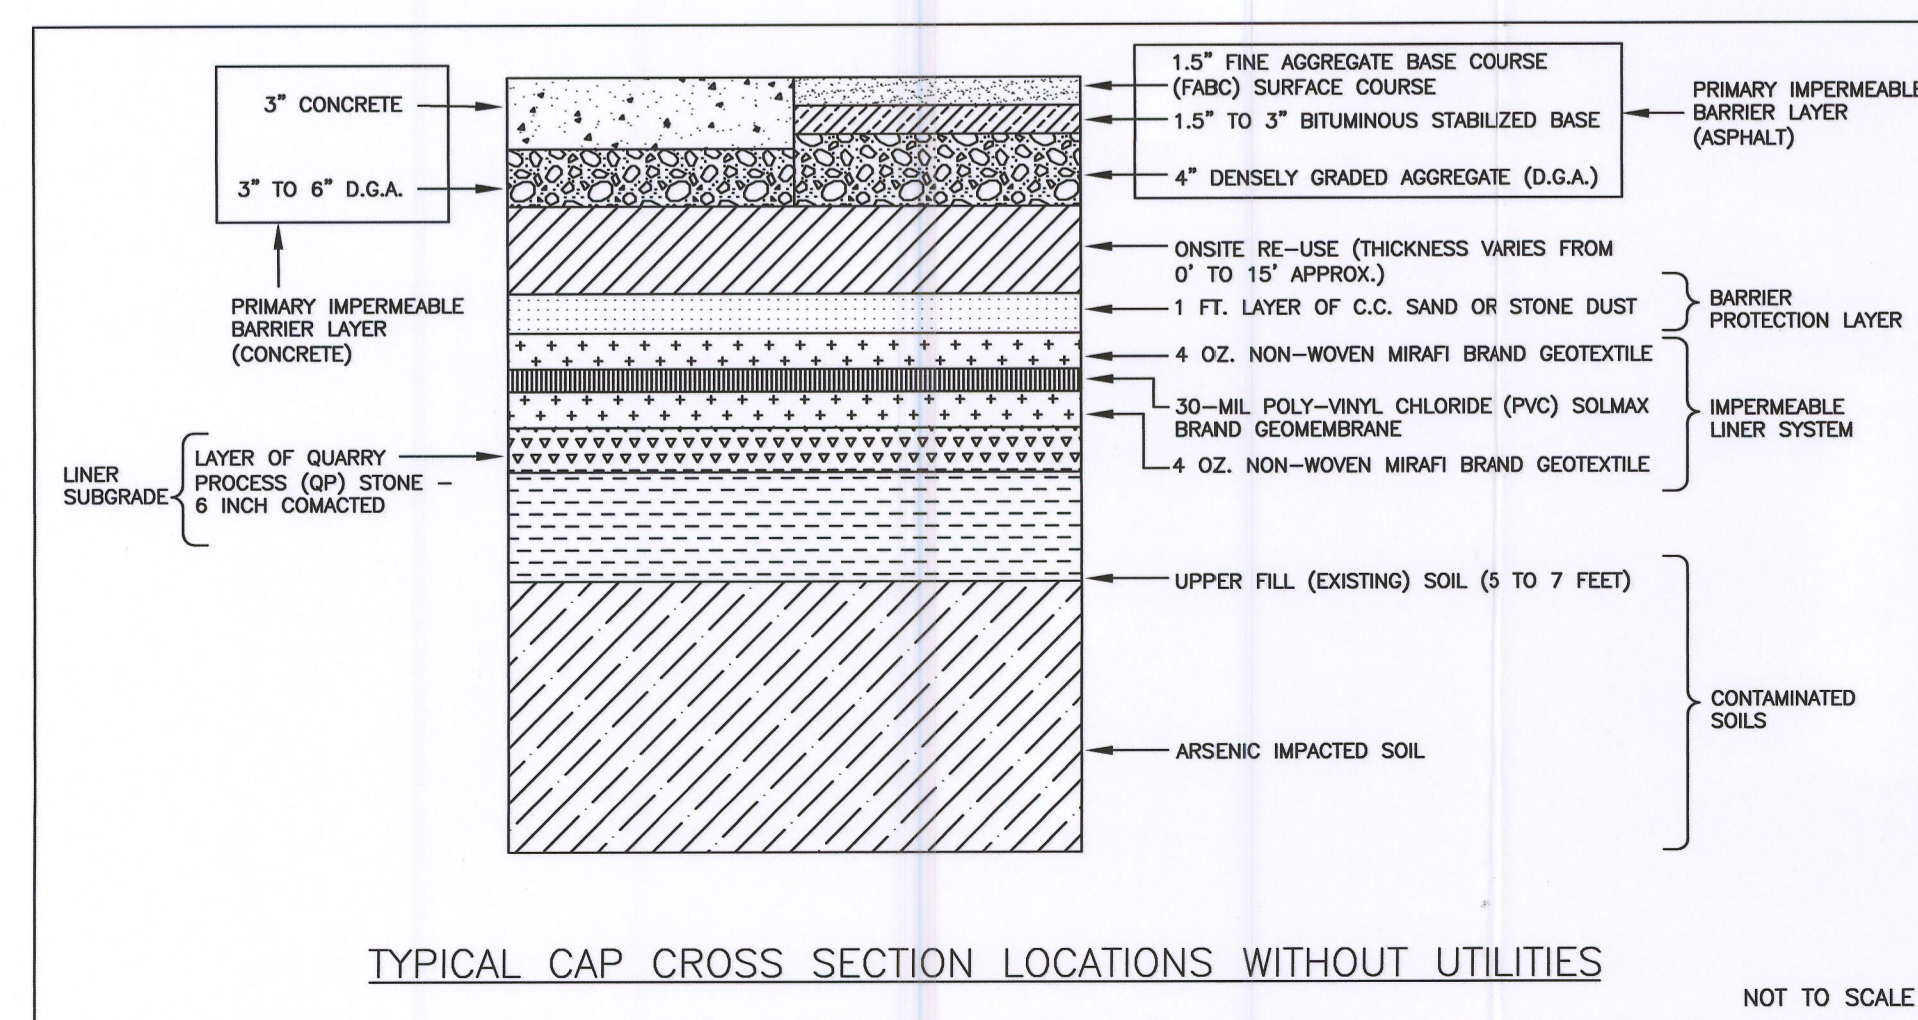 3" CONCRETE
3" TO 6" D.G.A.
PRIMARY IMPERMEABLE
BARRIER LAYER
(CONCRETE)
LINER
SUBGRADE
LAYER OF QUARRY
PROCESS (QP) STONE –
6 INCH COMACTED
1.5" FINE AGGREGATE BASE COURSE
(FABC) SURFACE COURSE
1.5" TO 3" BITUMINOUS STABILIZED BASE
4" DENSELY GRADED AGGREGATE (D.G.A.)
PRIMARY IMPERMEABLE
BARRIER LAYER
(ASPHALT)
ONSITE RE-USE (THICKNESS VARIES FROM
0' TO 15' APPROX.)
1 FT. LAYER OF C.C. SAND OR STONE DUST
BARRIER
PROTECTION LAYER
4 OZ. NON-WOVEN MIRAFI BRAND GEOTEXTILE
30-MIL POLY-VINYL CHLORIDE (PVC) SOLMAX
BRAND GEOMEMBRANE
4 OZ. NON-WOVEN MIRAFI BRAND GEOTEXTILE
IMPERMEABLE
LINER SYSTEM
UPPER FILL (EXISTING) SOIL (5 TO 7 FEET)
ARSENIC IMPACTED SOIL
CONTAMINATED
SOILS
TYPICAL CAP CROSS SECTION LOCATIONS WITHOUT UTILITIES
NOT TO SCALE